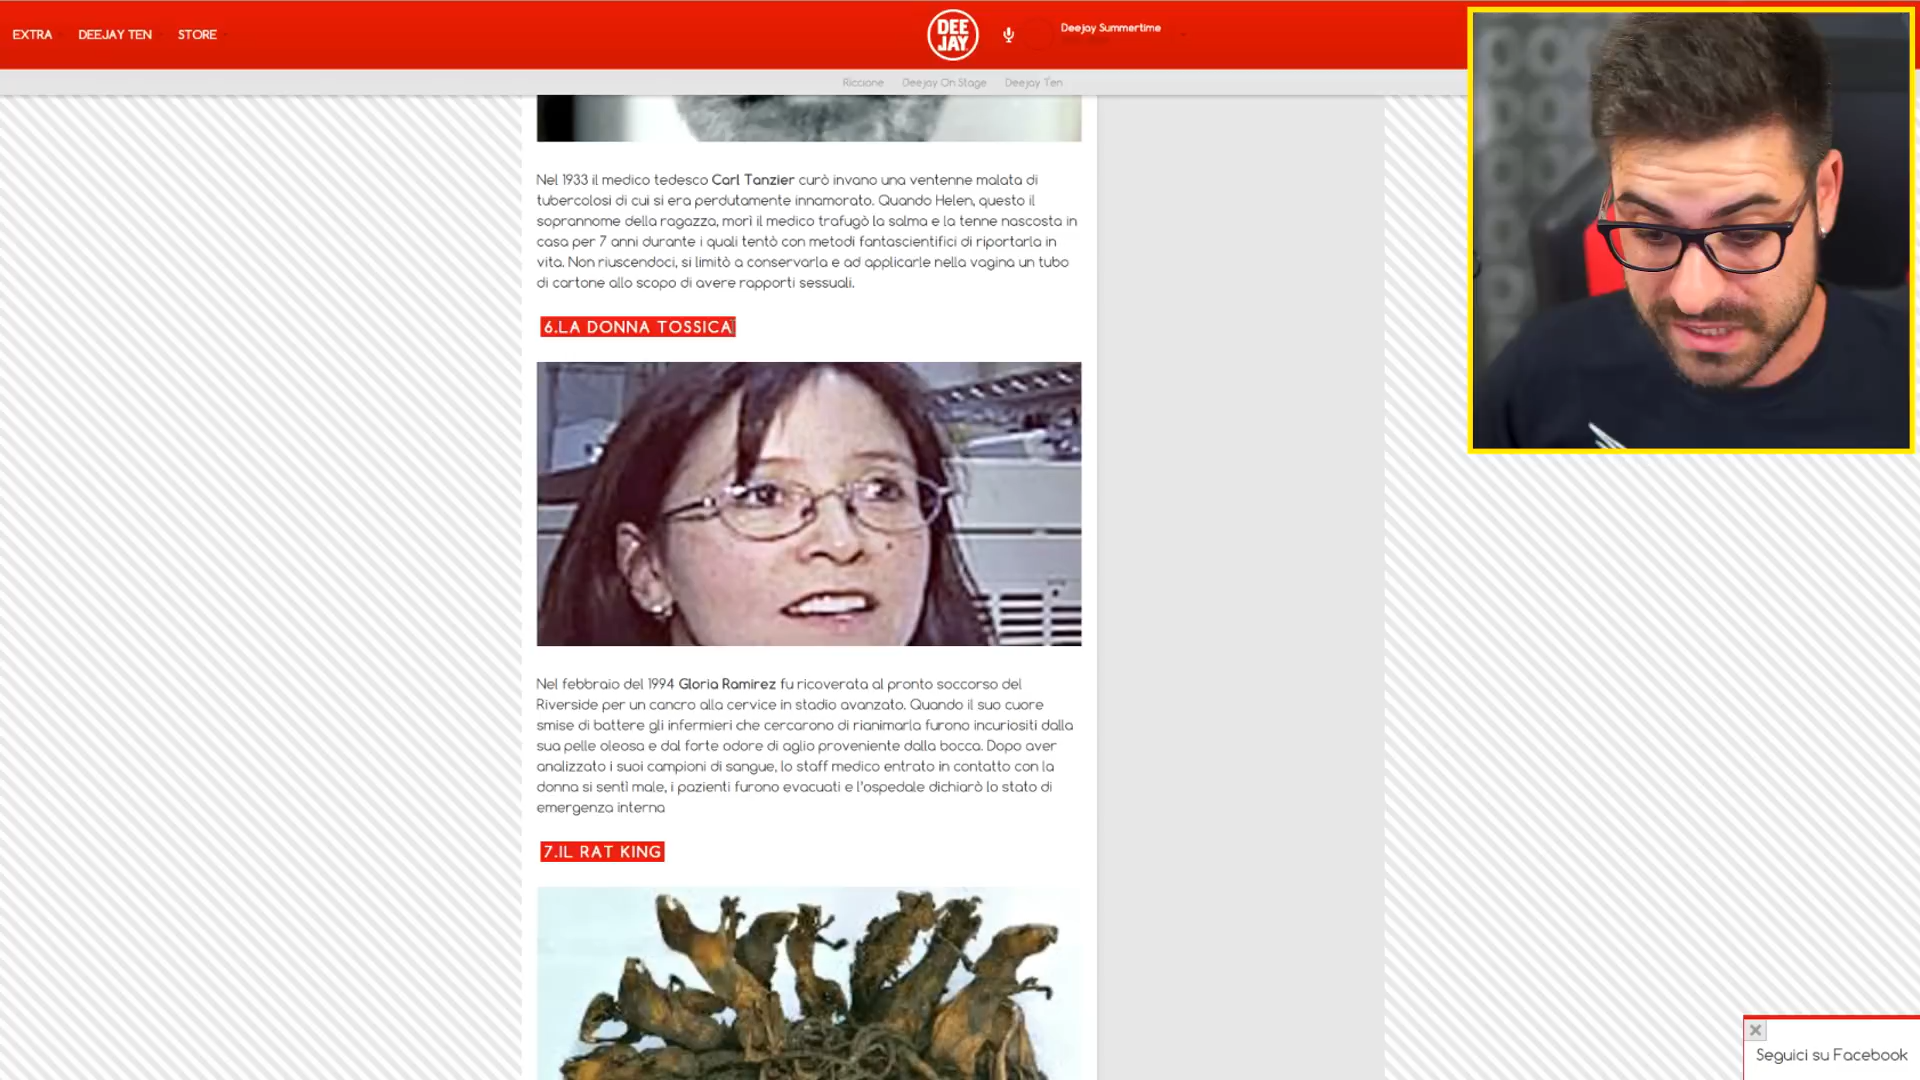 EXTRA DEEJAY TEN STORE
DEE
JAY
Deejay Summertime
Riccione Deejay On Stage Deejay Ten
Nel 1933 il medico tedesco Carl Tanzier curò invano una ventenne malata di
tubercolosi di cui si era perdutamente innamorato. Quando Helen, questo il
soprannome della ragazza, morì il medico trafugò la salma e la tenne nascosta in
casa per 7 anni durante i quali tentò con metodi fantascientifici di riportarla in
vita. Non riuscendoci, si limitò a conservarla e ad applicarle nella vagina un tubo
di cartone allo scopo di avere rapporti sessuali.
6.LA DONNA TOSSICA
Nel febbraio del 1994 Gloria Ramirez fu ricoverata al pronto soccorso del
Riverside per un cancro alla cervice in stadio avanzato. Quando il suo cuore
smise di battere gli infermieri che cercarono di rianimarla furono incuriositi dalla
sua pelle oleosa e dal forte odore di aglio proveniente dalla bocca. Dopo aver
analizzato i suoi campioni di sangue, lo staff medico entrato in contatto con la
donna si sentì male, i pazienti furono evacuati e l'ospedale dichiarò lo stato di
emergenza interna
7.IL RAT KING
Seguici su Facebook